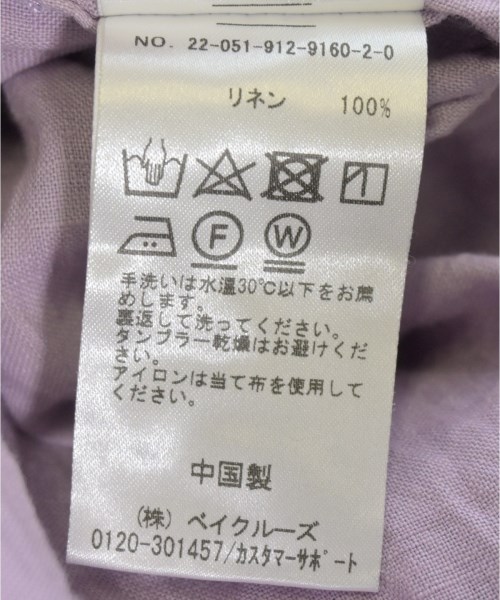 NO. 22-051-912-9160-2-0
リネン 100%
F W
手洗いは水温30℃以下をお薦
めします。
裏返して洗ってください。
タンブラー乾燥はお避けくだ
さい。
アイロンは当て布を使用して
ください。
中国製
(株) ベイクルーズ
0120-301457/ｶｽﾀﾏｰｻﾎﾟｰﾄ